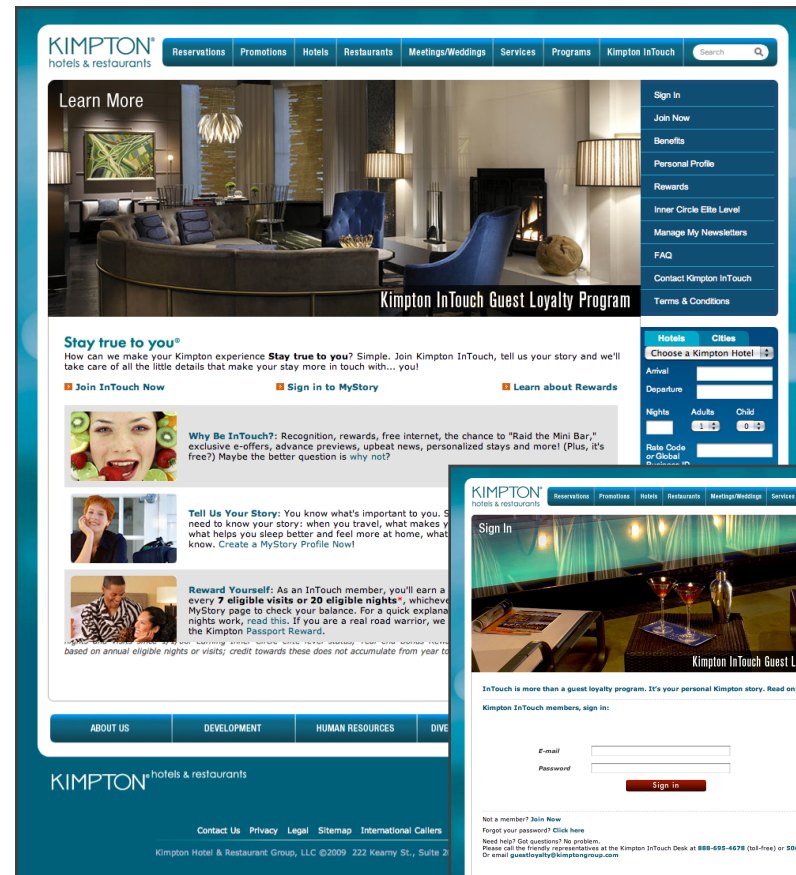 KIMPTON®
hotels & restaurants
Reservations Promotions Hotels Restaurants Meetings/Weddings Services Programs Kimpton InTouch Search
Learn More
Kimpton InTouch Guest Loyalty Program
Sign In
Join Now
Benefits
Personal Profile
Rewards
Inner Circle Elite Level
Manage My Newsletters
FAQ
Contact Kimpton InTouch
Terms & Conditions
Hotels Cities
Choose a Kimpton Hotel
Arrival
Departure
Nights Adults Child
1 0
Rate Code
or Global
Business ID
Stay true to you®
How can we make your Kimpton experience Stay true to you? Simple. Join Kimpton InTouch, tell us your story and we'll
take care of all the little details that make your stay more in touch with... you!
Join InTouch Now Sign in to MyStory Learn about Rewards
Why Be InTouch?: Recognition, rewards, free internet, the chance to "Raid the Mini Bar,"
exclusive e-offers, advance previews, upbeat news, personalized stays and more! (Plus, it's
free?) Maybe the better question is why not?
Tell Us Your Story: You know what's important to you. S
need to know your story: when you travel, what makes y
what helps you sleep better and feel more at home, what
know. Create a MyStory Profile Now!
Reward Yourself: As an InTouch member, you'll earn a
every 7 eligible visits or 20 eligible nights*, whicheve
MyStory page to check your balance. For a quick explana
nights work, read this. If you are a real road warrior, we
the Kimpton Passport Reward.
based on annual eligible nights or visits; credit towards these does not accumulate from year to
ABOUT US DEVELOPMENT HUMAN RESOURCES DIVE
KIMPTON® hotels & restaurants
Contact Us Privacy Legal Sitemap International Callers
Kimpton Hotel & Restaurant Group, LLC ©2009 222 Kearny St., Suite 2
KIMPTON®
hotels & restaurants
Reservations Promotions Hotels Restaurants Meetings/Weddings Services
Sign In
Kimpton InTouch Guest L
InTouch is more than a guest loyalty program. It's your personal Kimpton story. Read on
Kimpton InTouch members, sign in:
E-mail
Password
Sign in
Not a member? Join Now
Forgot your password? Click here
Need help? Got questions? No problem.
Please call the friendly representatives at the Kimpton InTouch Desk at 888-695-4678 (toll-free) or 50
Or email guestloyalty@kimptongroup.com